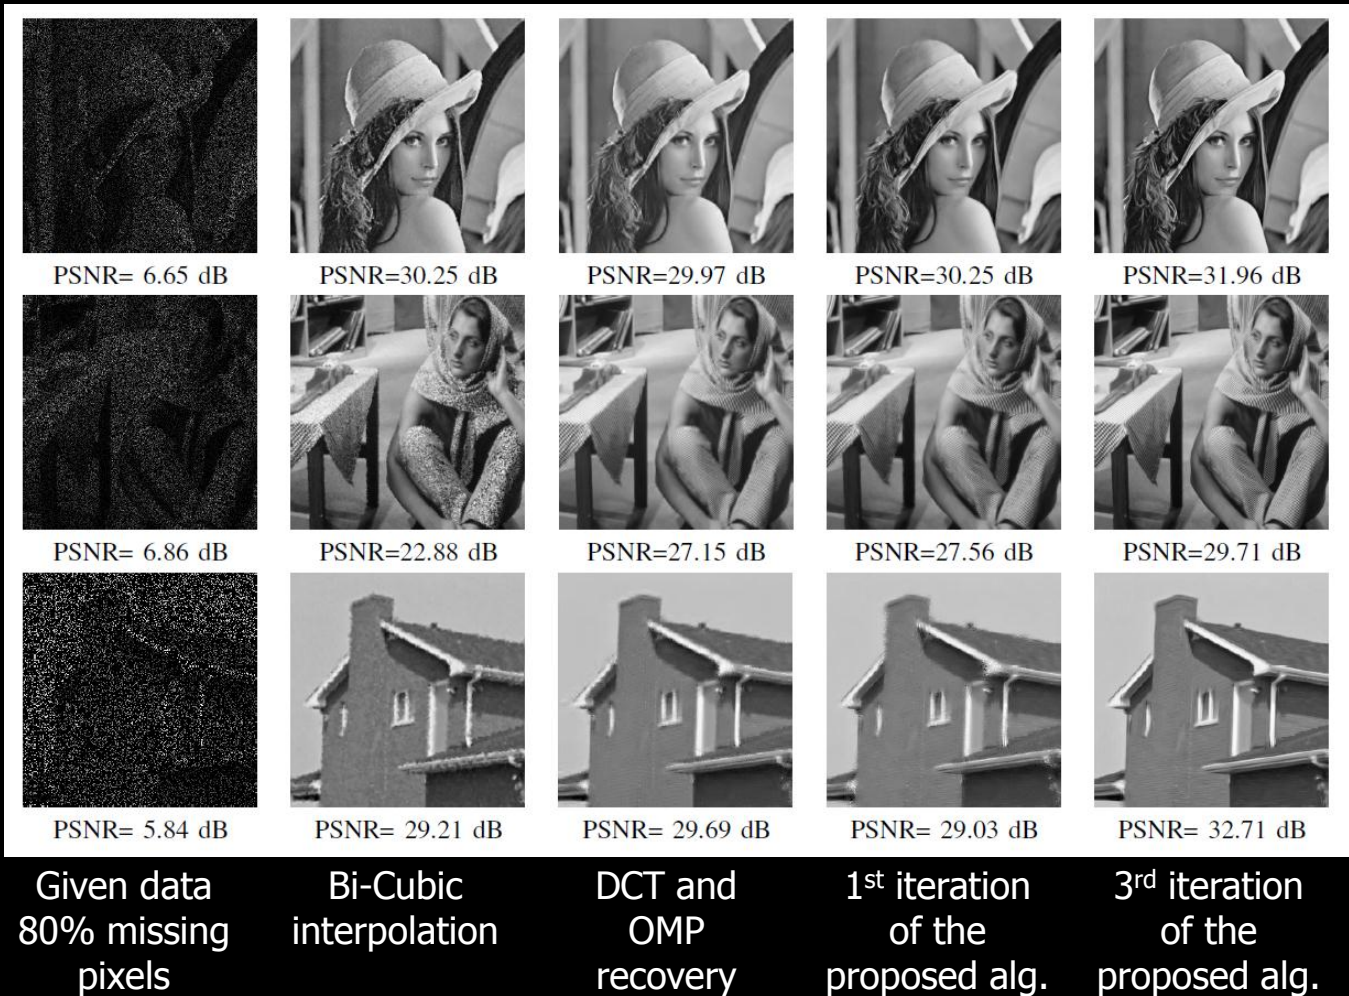 PSNR= 6.65 dB
PSNR=30.25 dB
PSNR=29.97 dB
PSNR=30.25 dB
PSNR=31.96 dB
PSNR= 6.86 dB
PSNR=22.88 dB
PSNR=27.15 dB
PSNR=27.56 dB
PSNR=29.71 dB
PSNR= 5.84 dB
PSNR= 29.21 dB
PSNR= 29.69 dB
PSNR= 29.03 dB
PSNR= 32.71 dB
Given data
80% missing
pixels
Bi-Cubic
interpolation
DCT and
OMP
recovery
1st iteration
of the
proposed alg.
3rd iteration
of the
proposed alg.